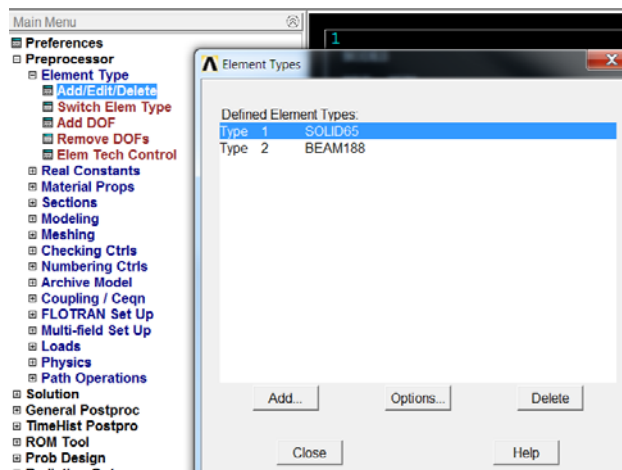 Main Menu
Preferences
Preprocessor
Element Type
Add/Edit/Delete
Switch Elem Type
Add DOF
Remove DOFs
Elem Tech Control
Real Constants
Material Props
Sections
Modeling
Meshing
Checking Ctrls
Numbering Ctrls
Archive Model
Coupling / Ceqn
FLOTRAN Set Up
Multi-field Set Up
Loads
Physics
Path Operations
Solution
General Postproc
TimeHist Postpro
ROM Tool
Prob Design
1
Element Types
Defined Element Types:
Type 1 SOLID65
Type 2 BEAM188
Add... Options... Delete
Close Help